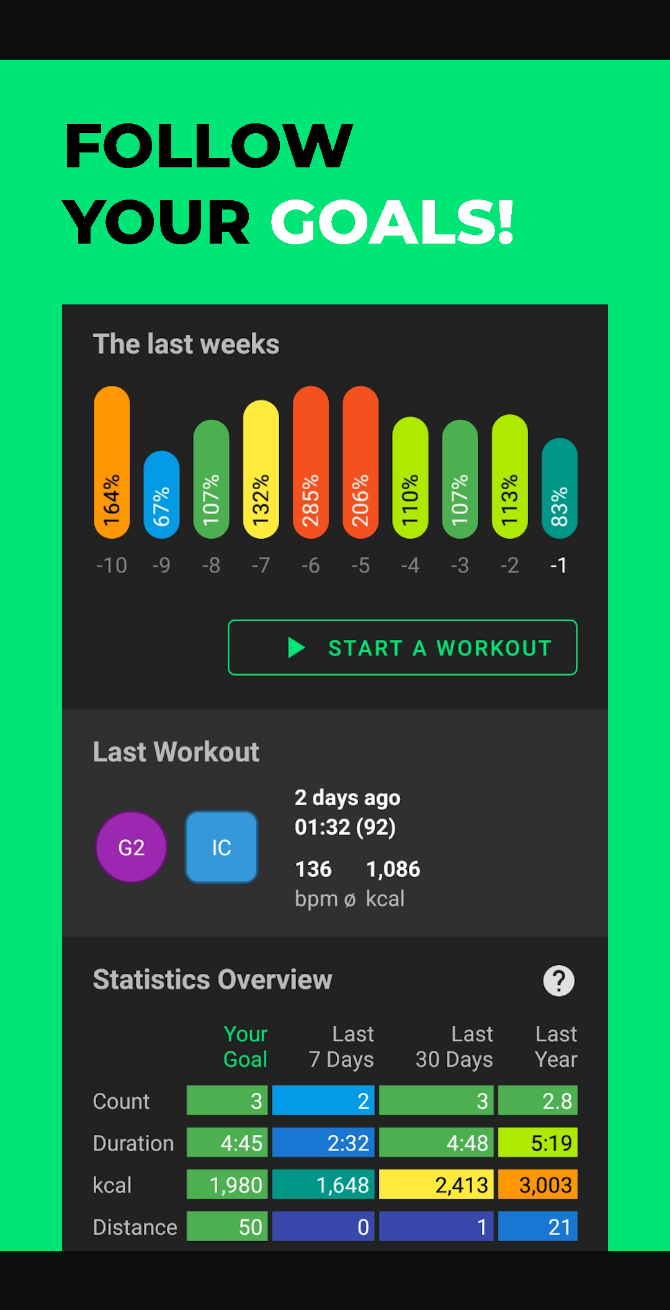 FOLLOW
YOUR GOALS!
The last weeks
164% 67% 107% 132% 285% 206% 110% 107% 113% 83%
-10 -9 -8 -7 -6 -5 -4 -3 -2 -1
START A WORKOUT
Last Workout
G2 IC
2 days ago
01:32 (92)
136 1,086
bpm ø kcal
Statistics Overview ?
Your Last Last Last
Goal 7 Days 30 Days Year
Count 3 2 3 2.8
Duration 4:45 2:32 4:48 5:19
kcal 1,980 1,648 2,413 3,003
Distance 50 0 1 21